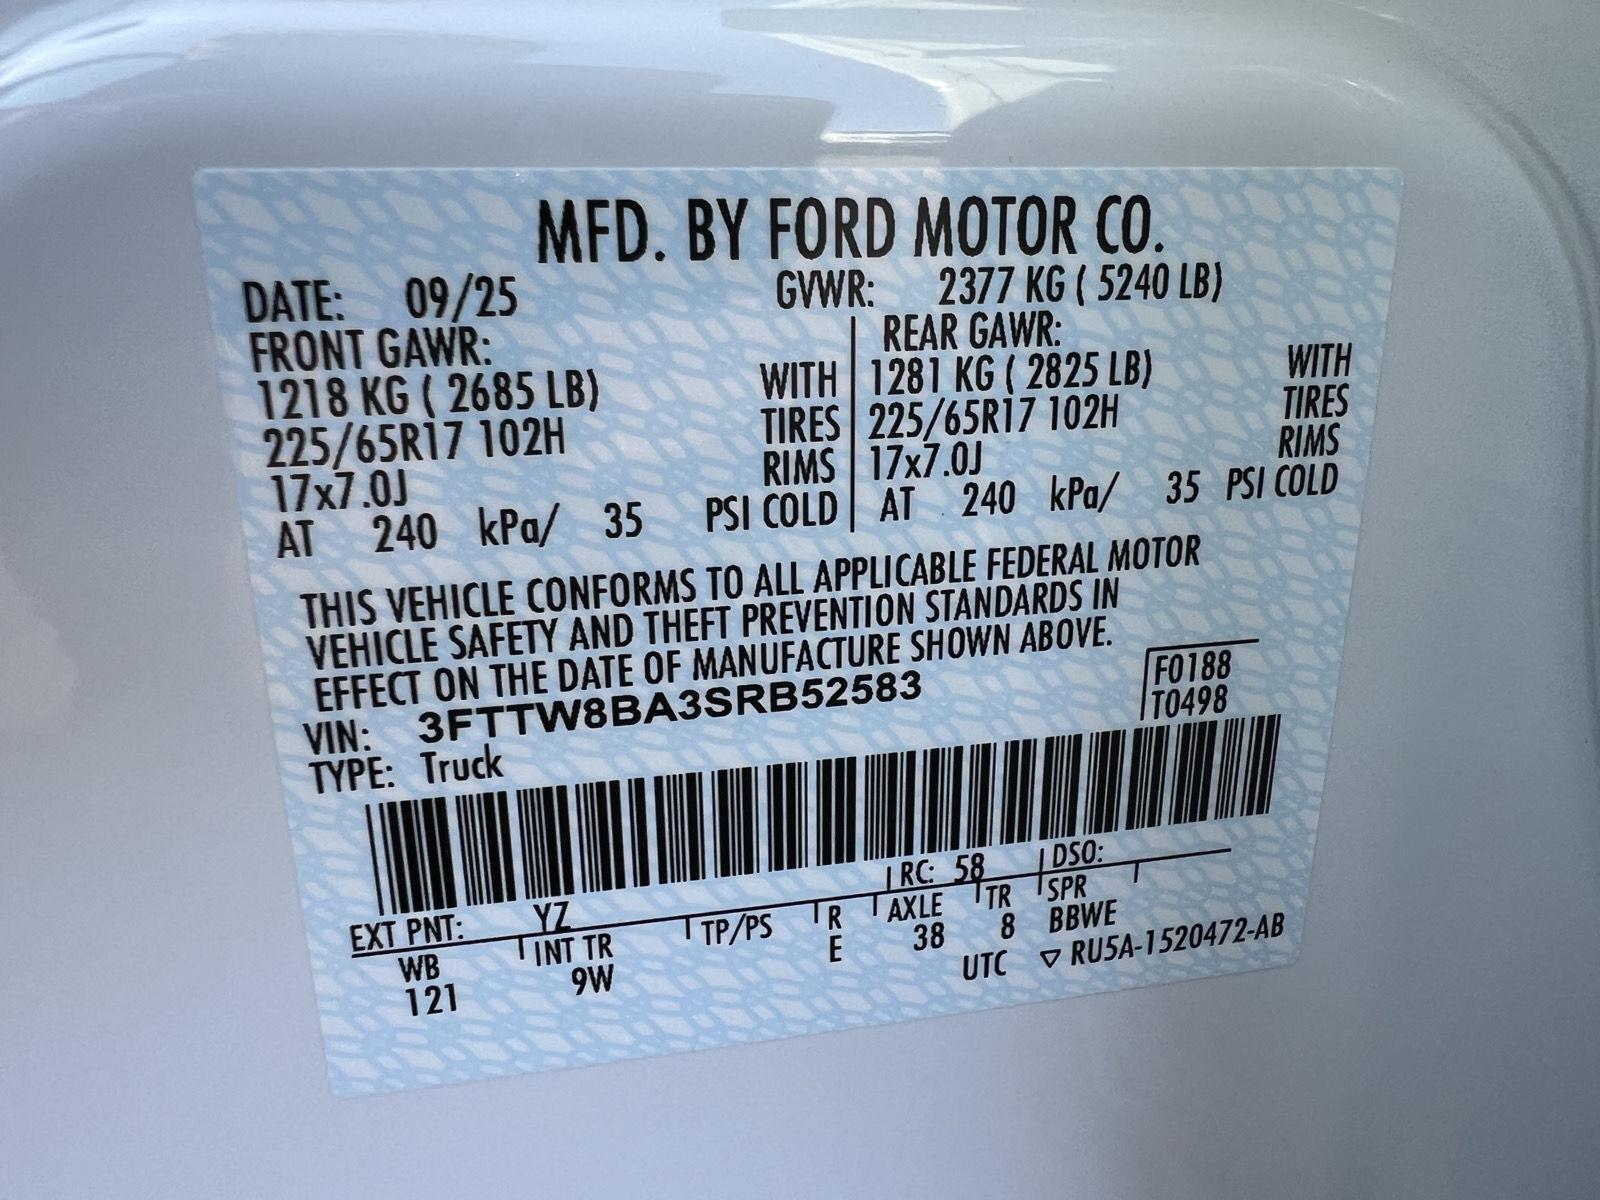 MFD. BY FORD MOTOR CO.
DATE: 09/25 GVWR: 2377 KG ( 5240 LB)
FRONT GAWR: REAR GAWR:
1218 KG ( 2685 LB) WITH 1281 KG ( 2825 LB) WITH
225/65R17 102H TIRES 225/65R17 102H TIRES
17x7.0J RIMS 17x7.0J RIMS
AT 240 kPa/ 35 PSI COLD AT 240 kPa/ 35 PSI COLD
THIS VEHICLE CONFORMS TO ALL APPLICABLE FEDERAL MOTOR
VEHICLE SAFETY AND THEFT PREVENTION STANDARDS IN
EFFECT ON THE DATE OF MANUFACTURE SHOWN ABOVE.
VIN: 3FTTW8BA3SRB52583 F0188
TYPE: Truck T0498
EXT PNT: YZ RC: 58 DSO:
WB INT TR TP/PS R AXLE TR SPR
121 9W E 38 8 BBWE
UTC ▽ RU5A-1520472-AB